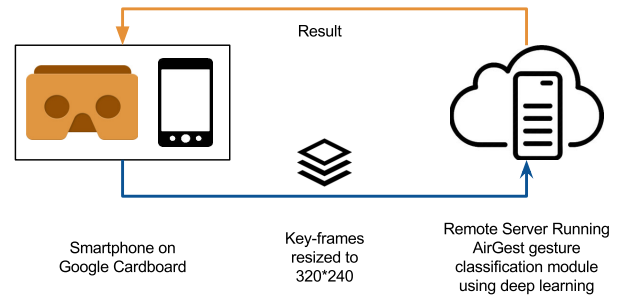 Result
Smartphone on
Google Cardboard
Key-frames
resized to
320*240
Remote Server Running
AirGest gesture
classification module
using deep learning